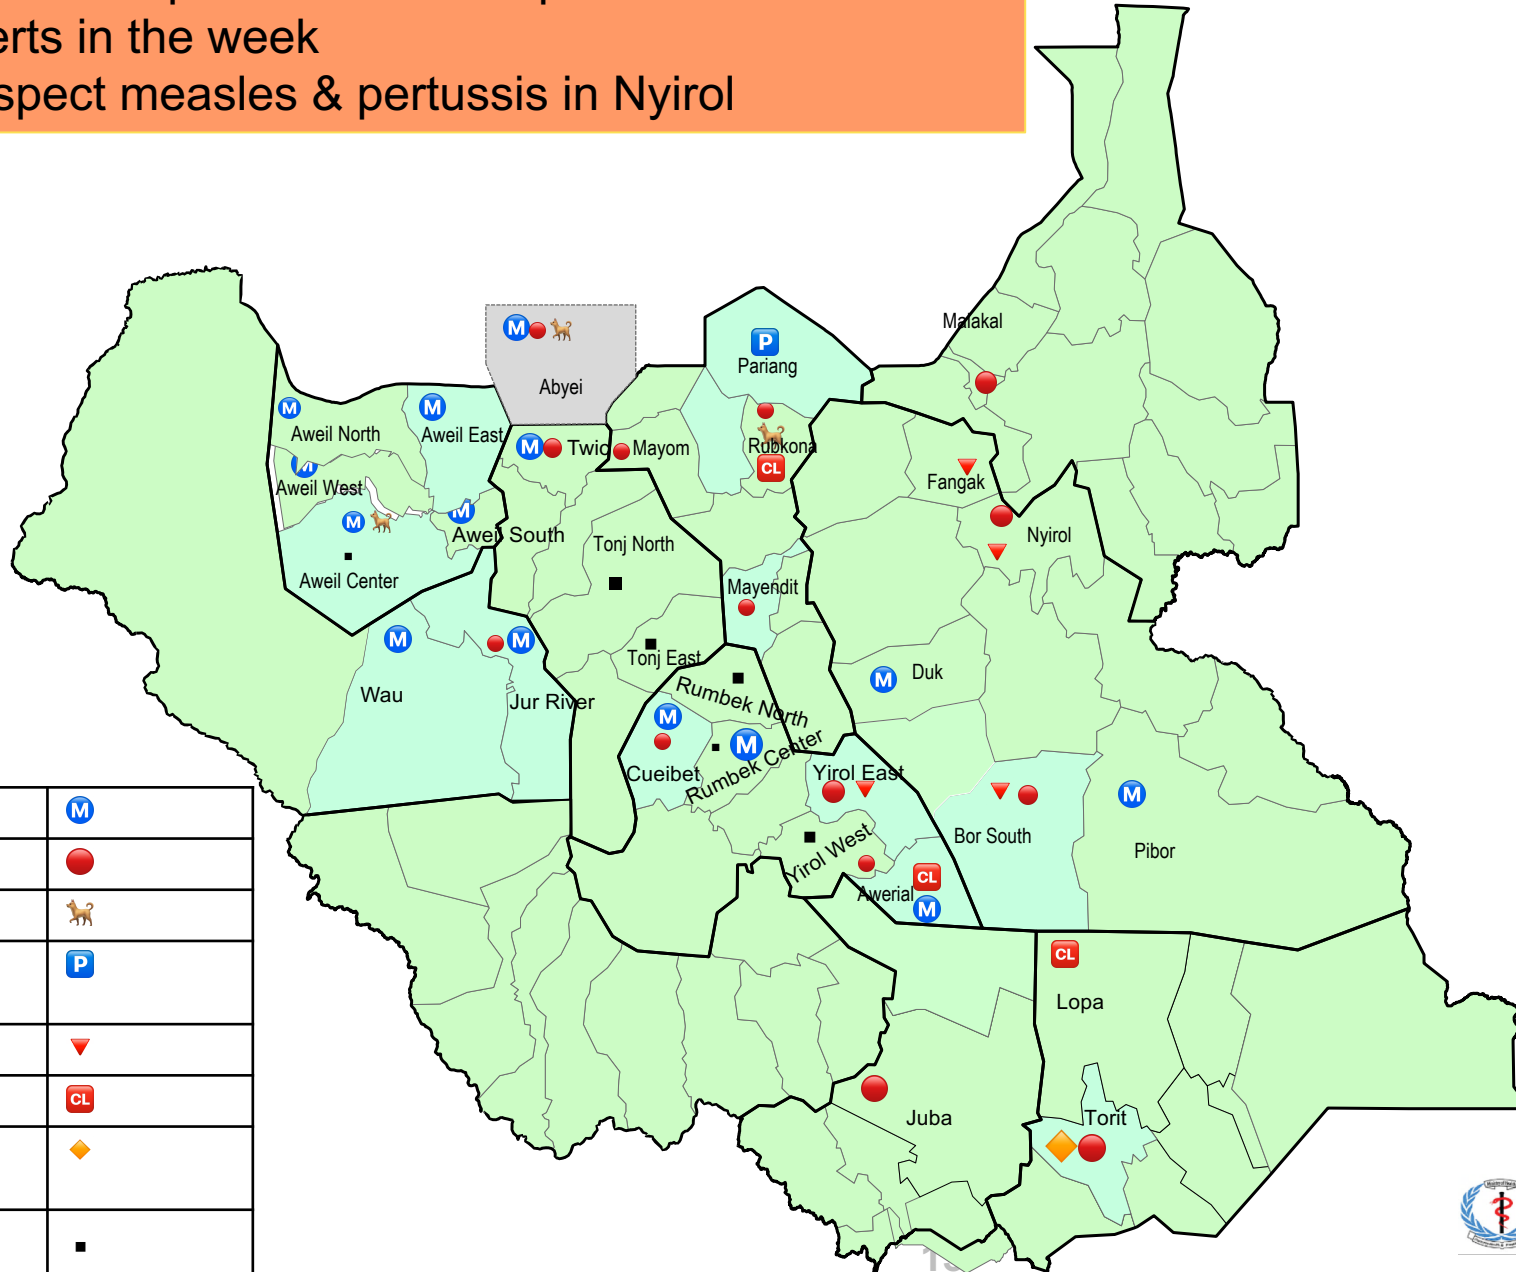 erts in the week
spect measles & pertussis in Nyirol
Malakal
M
Abyei
P
Pariang
M
Aweil North
M
Aweil East
M
Twic
Mayom
Rubkona
CL
Fangak
M
Aweil West
M
Aweil South
M
Aweil Center
Tonj North
Nyirol
Mayendit
M
Wau
M
Jur River
Tonj East
Rumbek North
M
Duk
M
Cueibet
M
Rumbek Center
Yirol East
Bor South
M
Pibor
Yirol West
Awerial
CL
M
CL
Lopa
Juba
Torit
M
P
CL